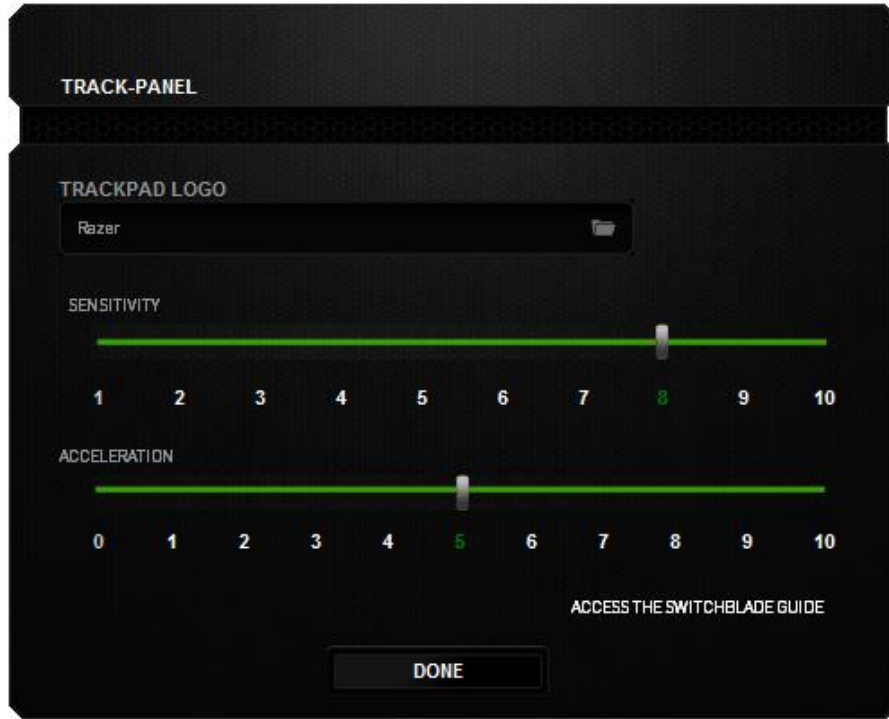 TRACK-PANEL
TRACKPAD LOGO
Razer
SENSITIVITY
1 2 3 4 5 6 7 8 9 10
ACCELERATION
0 1 2 3 4 5 6 7 8 9 10
ACCESS THE SWITCHBLADE GUIDE
DONE